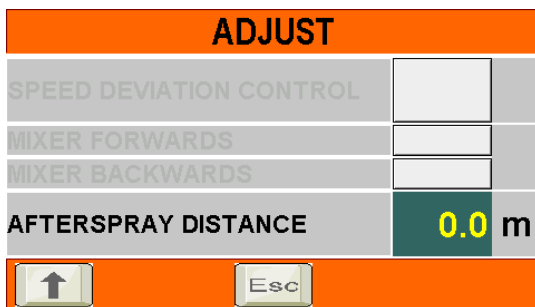 ADJUST
SPEED DEVIATION CONTROL
MIXER FORWARDS
MIXER BACKWARDS
AFTERSPRAY DISTANCE 0.0 m
Esc